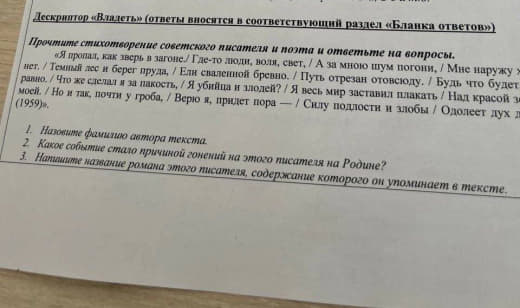 Дескриптор «Владеть» (ответы вносятся в соответствующий раздел «Бланка ответов»)
Прочтите стихотворение советского писателя и поэта и ответьте на вопросы.
«Я пропал, как зверь в загоне./ Где-то люди, воля, свет, / А за мною шум погони, / Мне наружу
нет. / Темный лес и берег пруда, / Ели сваленной бревно. / Путь отрезан отовсюду. / Будь что будет
равно. / Что же сделал я за пакость, / Я убийца и злодей? / Я весь мир заставил плакать / Над красой
моей. / Но и так, почти у гроба, / Верю я, придет пора — / Силу подлости и злобы / Одолеет дух
(1959)».
1. Назовите фамилию автора текста.
2. Какое событие стало причиной гонений на этого писателя на Родине?
3. Напишите название романа этого писателя, содержание которого он упоминает в тексте.